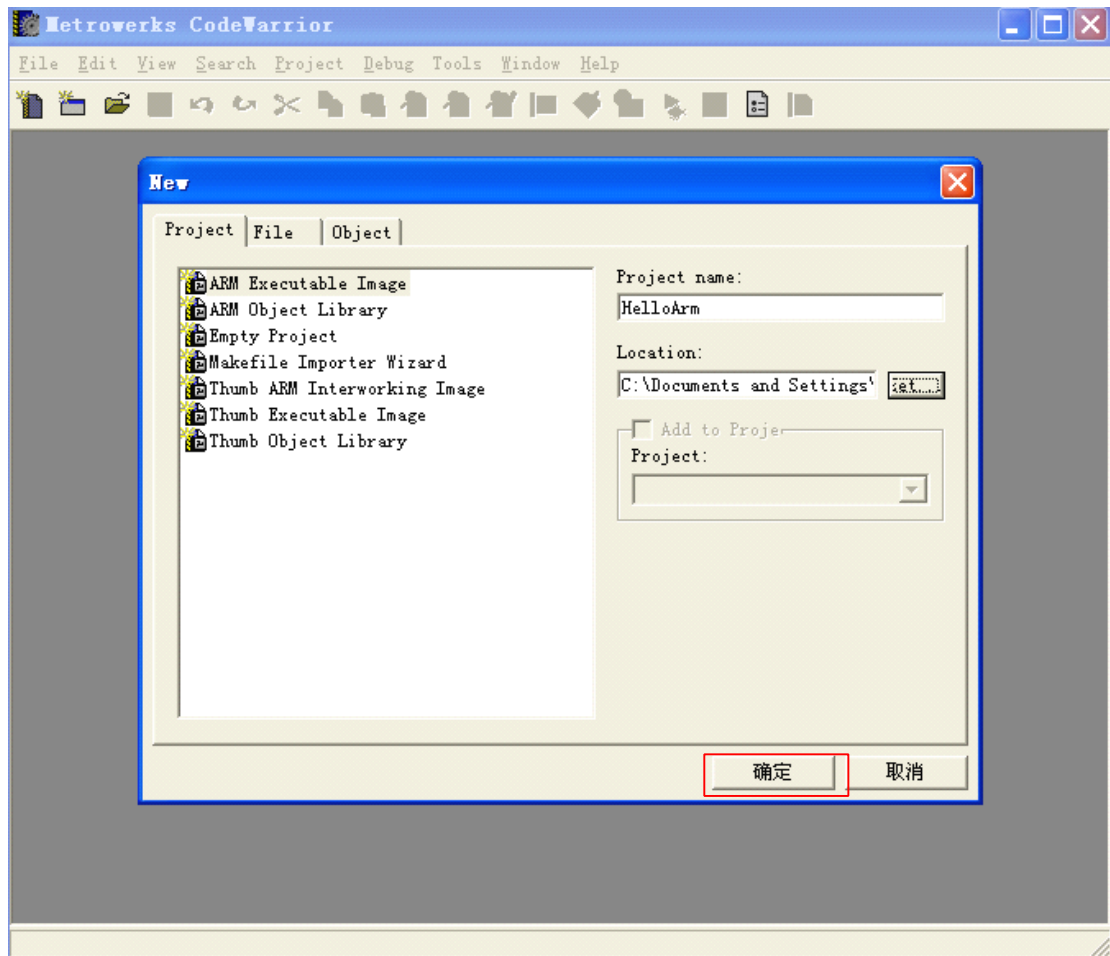 Metrowerks CodeWarrior
File Edit View Search Project Debug Tools Window Help
New
Project File Object
ARM Executable Image
ARM Object Library
Empty Project
Makefile Importer Wizard
Thumb ARM Interworking Image
Thumb Executable Image
Thumb Object Library
Project name:
HelloArm
Location:
C:\Documents and Settings\
et...
Add to Proje
Project:
确定 取消